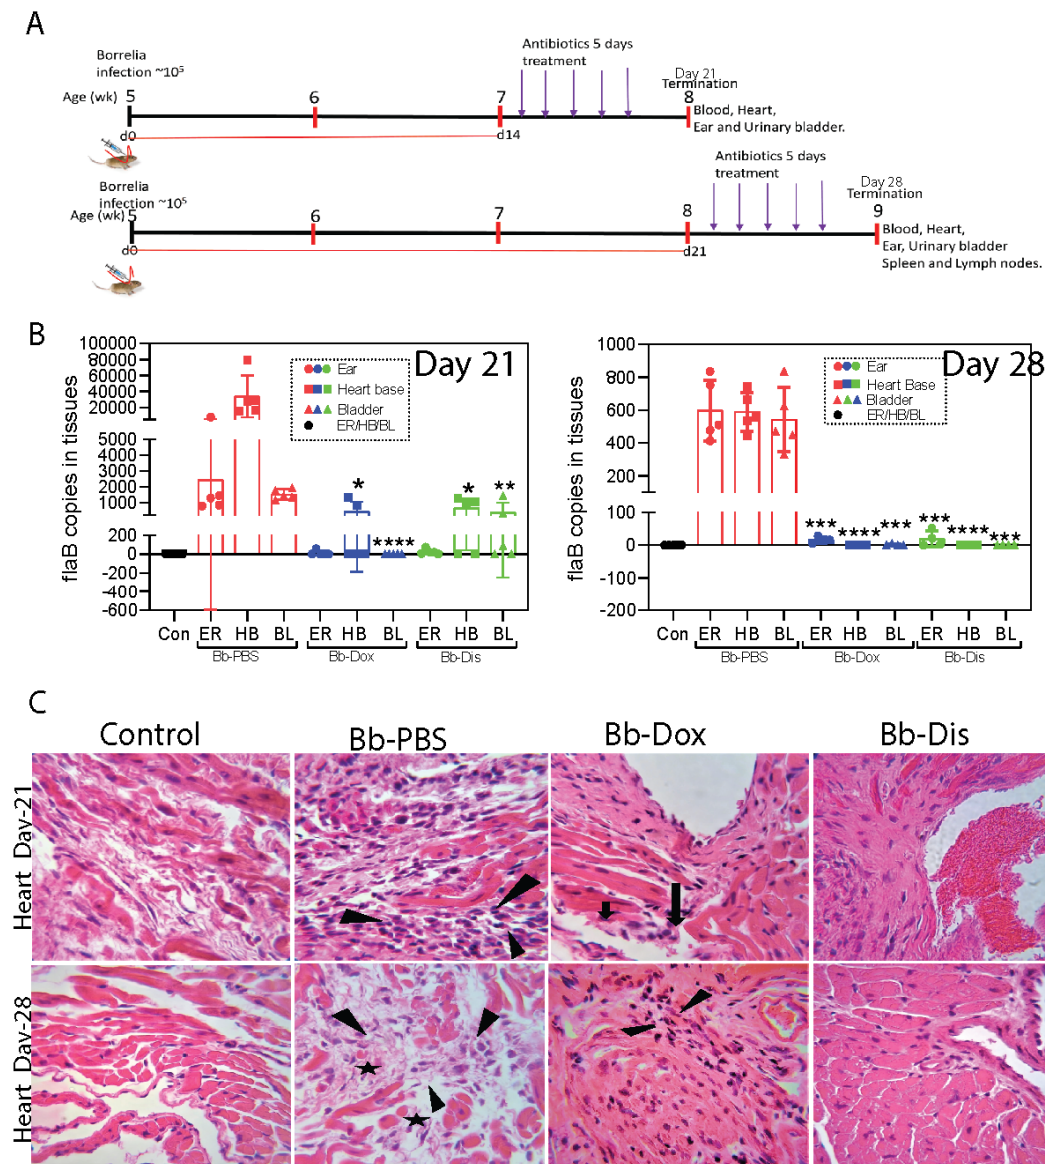 A
Borrelia
infection ~10⁵
Antibiotics 5 days
treatment
Day 21
Termination
Age (wk) 5 6 7 8
Blood, Heart,
Ear and Urinary bladder.
d0 d14
Borrelia
infection ~10⁵
Antibiotics 5 days
treatment
Day 28
Termination
Age (wk) 5 6 7 8 9
Blood, Heart,
Ear, Urinary bladder
Spleen and Lymph nodes.
d0 d21
B
Day 21
flaB copies in tissues
100000
80000
60000
40000
20000
5000
4000
3000
2000
1000
200
0
-200
-400
-600
Ear
Heart base
Bladder
ER/HB/BL
* **** * **
Con ER HB BL ER HB BL ER HB BL
Bb-PBS Bb-Dox Bb-Dis
Day 28
flaB copies in tissues
1000
800
600
400
200
100
0
-100
-200
Ear
Heart Base
Bladder
ER/HB/BL
*** **** *** *** **** ***
Con ER HB BL ER HB BL ER HB BL
Bb-PBS Bb-Dox Bb-Dis
C
Control Bb-PBS Bb-Dox Bb-Dis
Heart Day-21
Heart Day-28